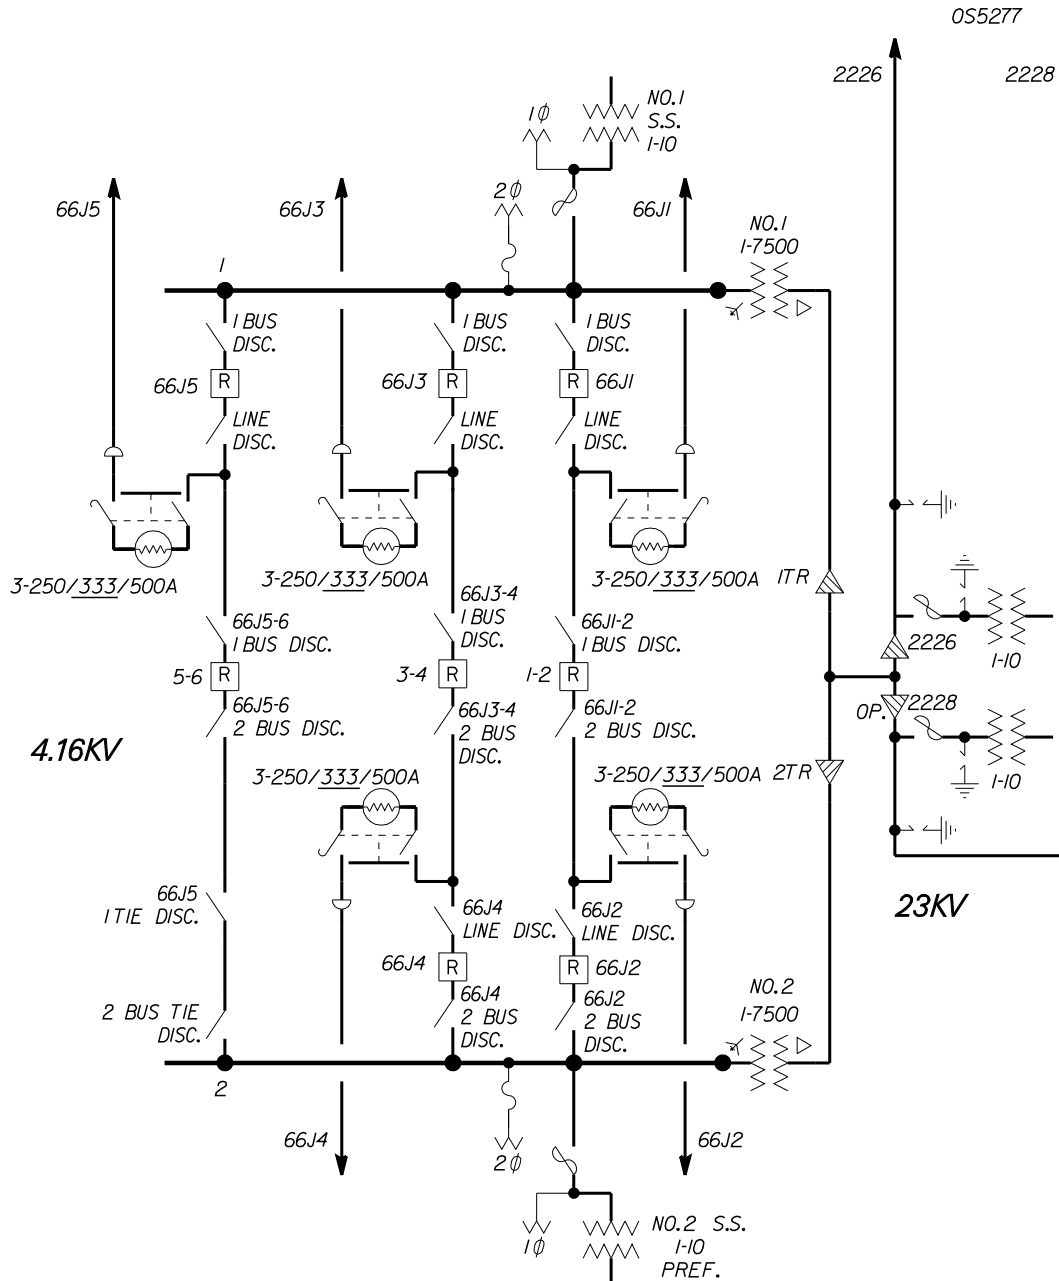 OS5277
2226
2228
NO.1
S.S.
1-10
1Ø
2Ø
66J5
66J3
66J1
NO.1
1-7500
1
1 BUS
DISC.
1 BUS
DISC.
1 BUS
DISC.
66J5
R
66J3
R
R
66J1
LINE
DISC.
LINE
DISC.
LINE
DISC.
3-250/333/500A
3-250/333/500A
3-250/333/500A
1TR
66J5-6
1 BUS DISC.
66J3-4
1 BUS
DISC.
66J1-2
1 BUS DISC.
2226
1-10
5-6
R
3-4
R
1-2
R
66J5-6
2 BUS DISC.
66J3-4
2 BUS
DISC.
66J1-2
2 BUS DISC.
2228
OP.
4.16KV
3-250/333/500A
3-250/333/500A
2TR
1-10
66J5
1 TIE DISC.
66J4
LINE DISC.
66J2
LINE DISC.
23KV
66J4
R
R
66J2
2 BUS TIE
DISC.
66J4
2 BUS
DISC.
66J2
2 BUS
DISC.
NO.2
1-7500
2
66J4
2Ø
66J2
1Ø
NO.2 S.S.
1-10
PREF.